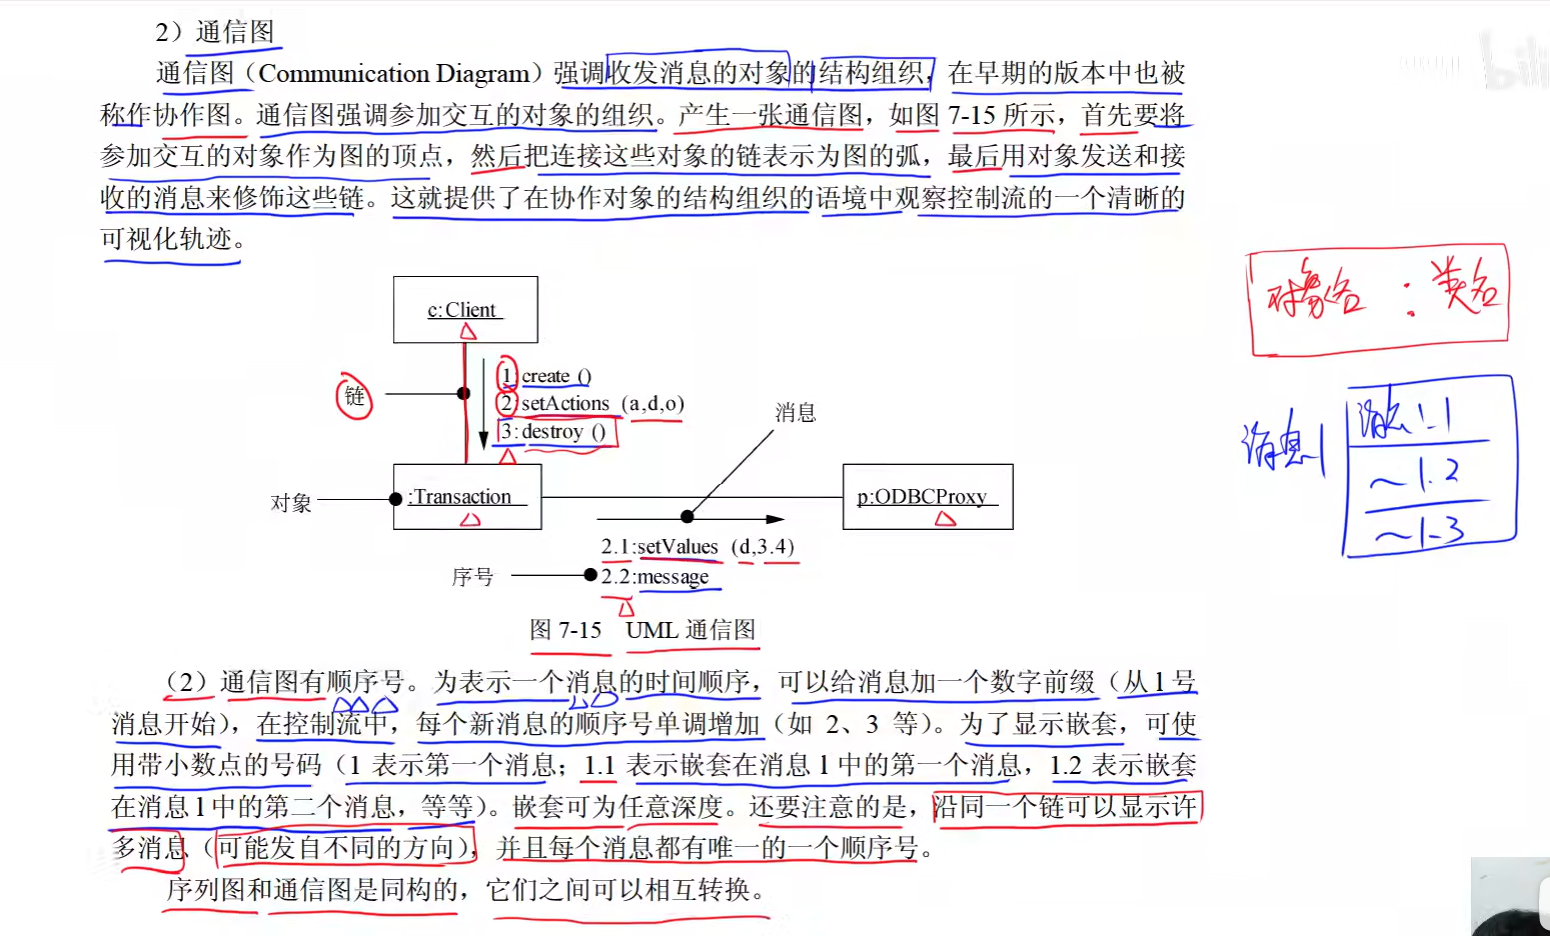 2）通信图
通信图（Communication Diagram）强调收发消息的对象的结构组织，在早期的版本中也被
称作协作图。通信图强调参加交互的对象的组织。产生一张通信图，如图 7-15 所示，首先要将
参加交互的对象作为图的顶点，然后把连接这些对象的链表示为图的弧，最后用对象发送和接
收的消息来修饰这些链。这就提供了在协作对象的结构组织的语境中观察控制流的一个清晰的
可视化轨迹。
对象名 : 类名
c:Client
链
1:create ()
2:setActions (a,d,o)
3:destroy ()
消息
消息1
消息1.1
~1.2
~1.3
对象
:Transaction
p:ODBCProxy
2.1:setValues (d,3.4)
序号
2.2:message
图 7-15 UML 通信图
（2）通信图有顺序号。为表示一个消息的时间顺序，可以给消息加一个数字前缀（从 1 号
消息开始），在控制流中，每个新消息的顺序号单调增加（如 2、3 等）。为了显示嵌套，可使
用带小数点的号码（1 表示第一个消息；1.1 表示嵌套在消息 1 中的第一个消息，1.2 表示嵌套
在消息 1 中的第二个消息，等等）。嵌套可为任意深度。还要注意的是，沿同一个链可以显示许
多消息（可能发自不同的方向），并且每个消息都有唯一的一个顺序号。
序列图和通信图是同构的，它们之间可以相互转换。
bili